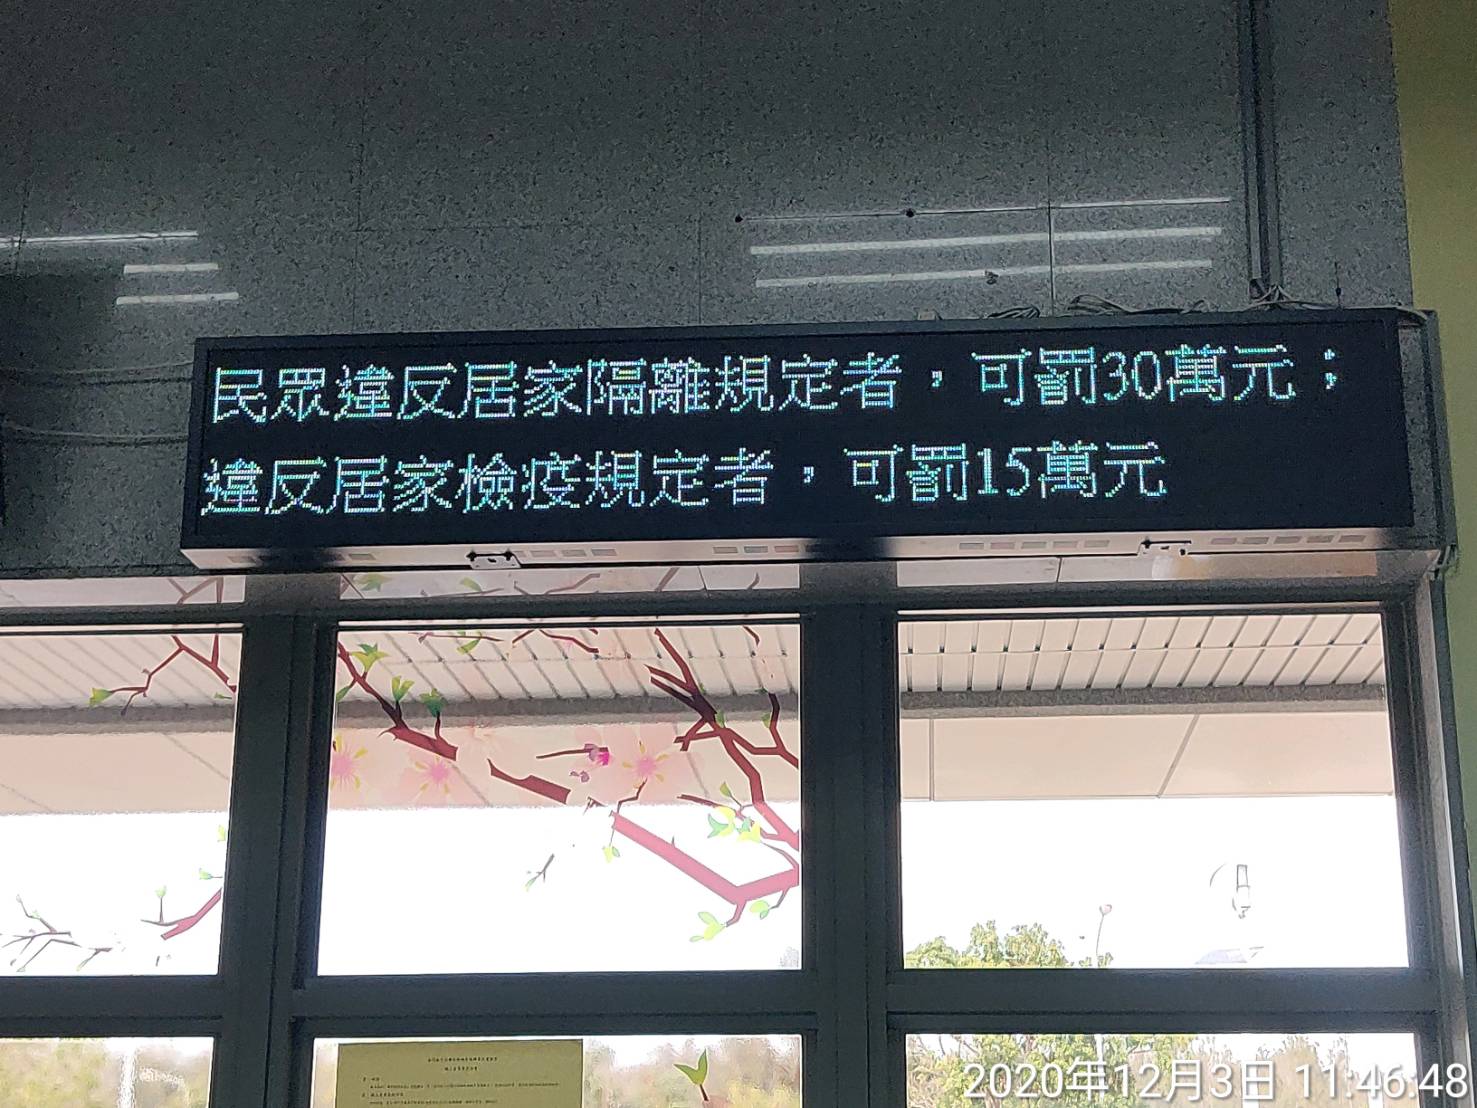 民眾違反居家隔離規定者，可罰30萬元；
違反居家檢疫規定者，可罰15萬元
2020年12月3日 11:46:48